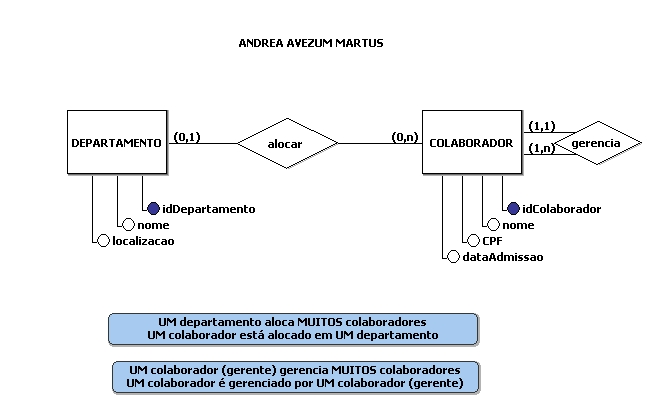 ANDREA AVEZUM MARTUS
DEPARTAMENTO
(0,1)
alocar
(0,n)
COLABORADOR
(1,1)
(1,n)
gerencia
idDepartamento
nome
localizacao
idColaborador
nome
CPF
dataAdmissao
UM departamento aloca MUITOS colaboradores
UM colaborador está alocado em UM departamento
UM colaborador (gerente) gerencia MUITOS colaboradores
UM colaborador é gerenciado por UM colaborador (gerente)